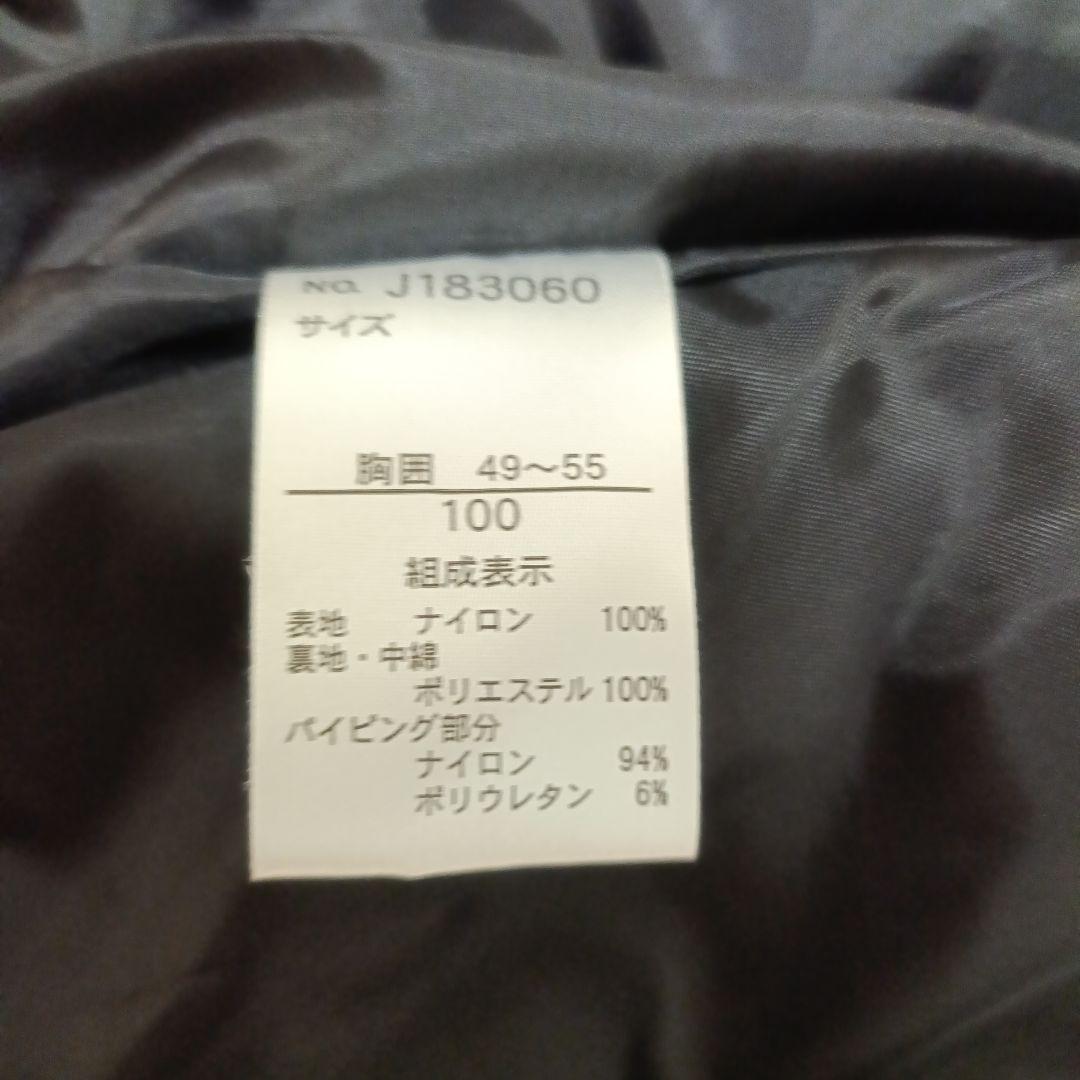 NO. J183060
サイズ
胸囲 49〜55
100
組成表示
表地 ナイロン 100%
裏地・中綿
ポリエステル 100%
パイピング部分
ナイロン 94%
ポリウレタン 6%